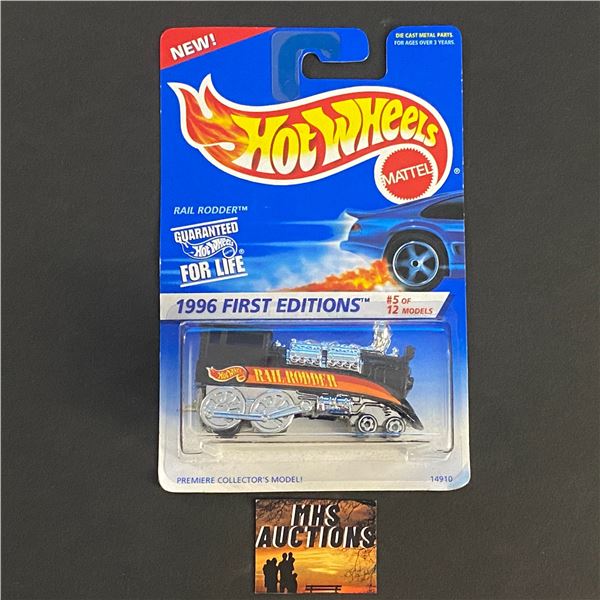 NEW!
DIE CAST METAL PARTS.
FOR AGES OVER 3 YEARS.
HOT WHEELS
MATTEL
®
RAIL RODDER™
GUARANTEED
Hot Wheels ®
FOR LIFE
1996 FIRST EDITIONS™
#5 OF
12 MODELS
Hot Wheels
RAIL RODDER
PREMIERE COLLECTOR'S MODEL!
14910
MHS
AUCTIONS